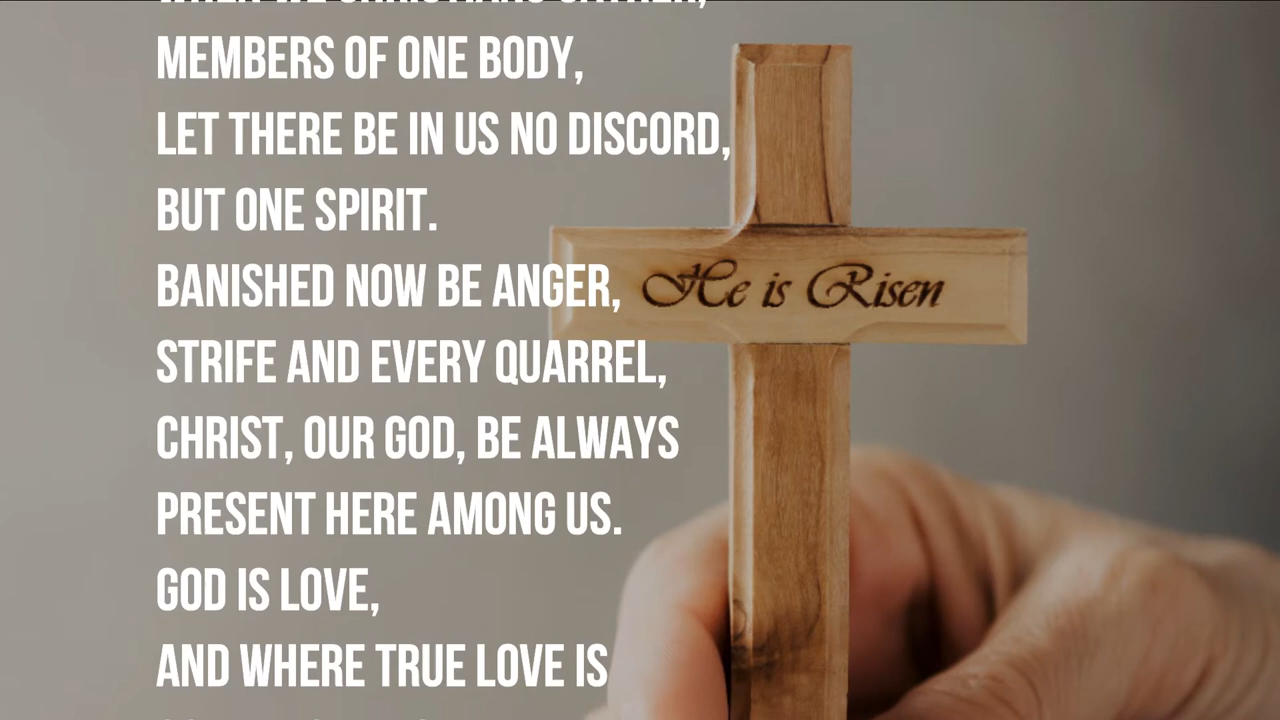 MEMBERS OF ONE BODY,
LET THERE BE IN US NO DISCORD,
BUT ONE SPIRIT.
BANISHED NOW BE ANGER,
STRIFE AND EVERY QUARREL,
CHRIST, OUR GOD, BE ALWAYS
PRESENT HERE AMONG US.
GOD IS LOVE,
AND WHERE TRUE LOVE IS
He is Risen